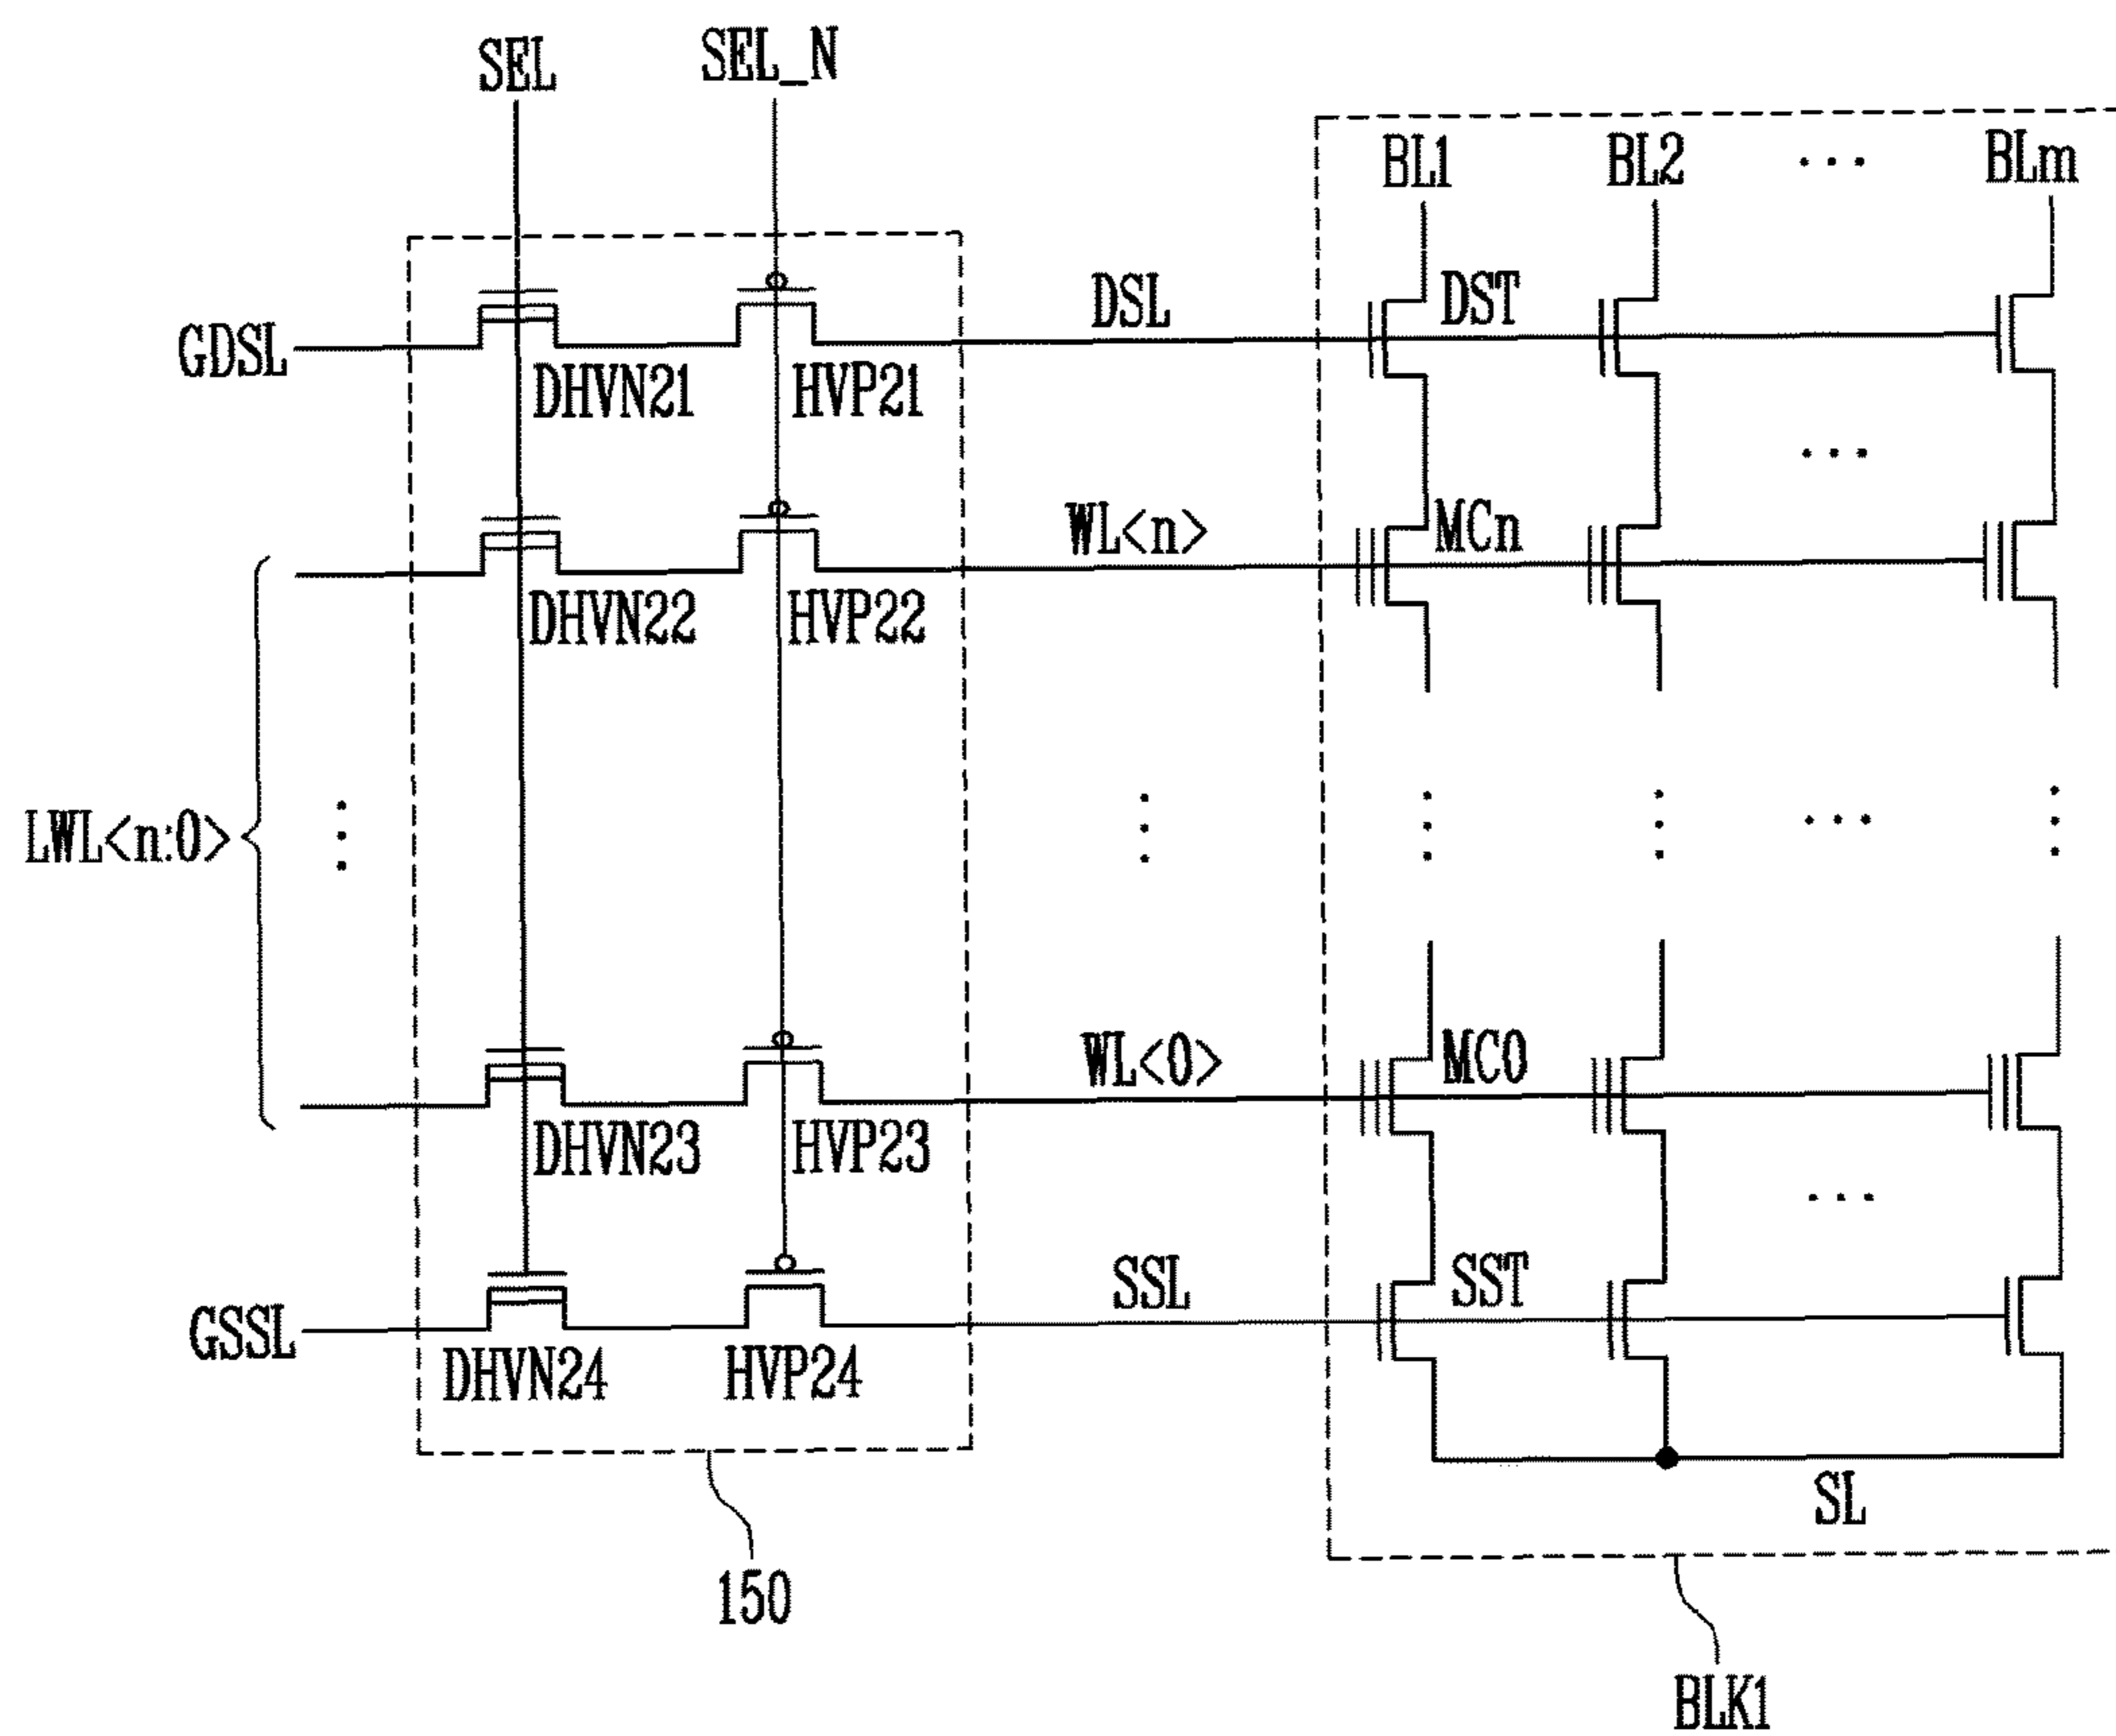 SEL SEL_N
BL1 BL2 ... BLm
GDSL DHVN21 HVP21 DSL DST
...
DHVN22 HVP22 WL<n> MCn
LWL<n:0>
...
DHVN23 HVP23 WL<0> MC0
...
GSSL DHVN24 HVP24 SSL SST
SL
150
BLK1